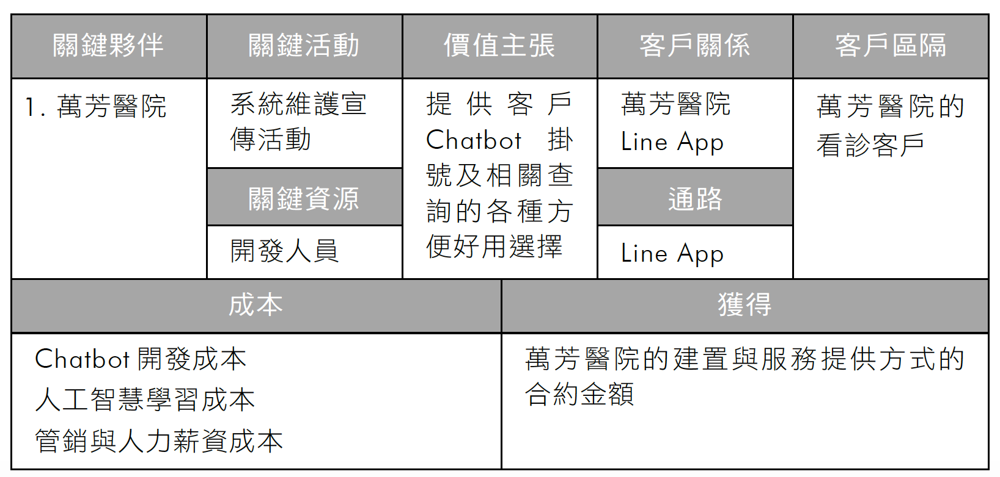 關鍵夥伴
關鍵活動
價值主張
客戶關係
客戶區隔
1. 萬芳醫院
系統維護宣
傳活動
關鍵資源
開發人員
提供客戶
Chatbot 掛
號及相關查
詢的各種方
便好用選擇
萬芳醫院
Line App
通路
Line App
萬芳醫院的
看診客戶
成本
獲得
Chatbot 開發成本
人工智慧學習成本
管銷與人力薪資成本
萬芳醫院的建置與服務提供方式的
合約金額